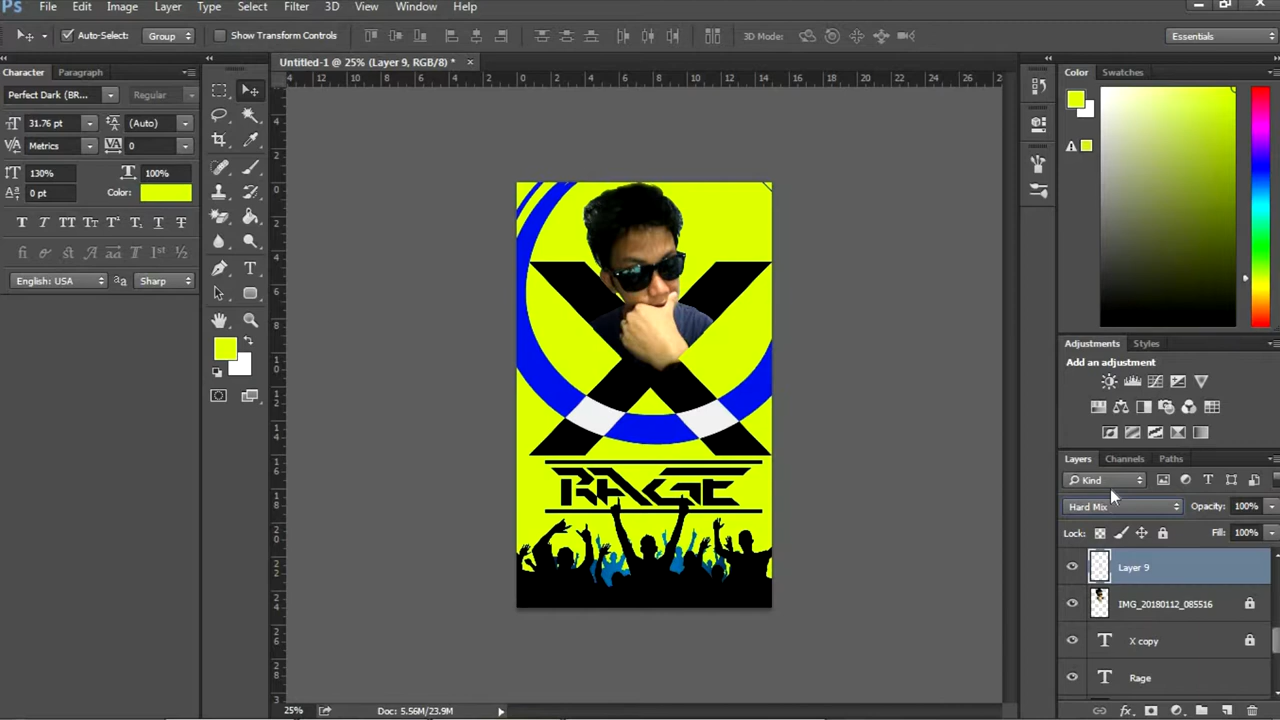 Ps File Edit Image Layer Type Select Filter 3D View Window Help
Auto-Select: Group Show Transform Controls 3D Mode: Essentials
Character Paragraph
Untitled-1 @ 25% (Layer 9, RGB/8) * ×
Color Swatches
Perfect Dark (BR... Regular
31.76 pt (Auto)
Metrics 0
130% 100%
0 pt Color:
English: USA Sharp
X
RAGE
Adjustments Styles
Add an adjustment
Layers Channels Paths
Kind
Hard Mix Opacity: 100%
Lock: Fill: 100%
Layer 9
IMG_20180112_085516
X copy
Rage
25% Doc: 5.56M/23.9M